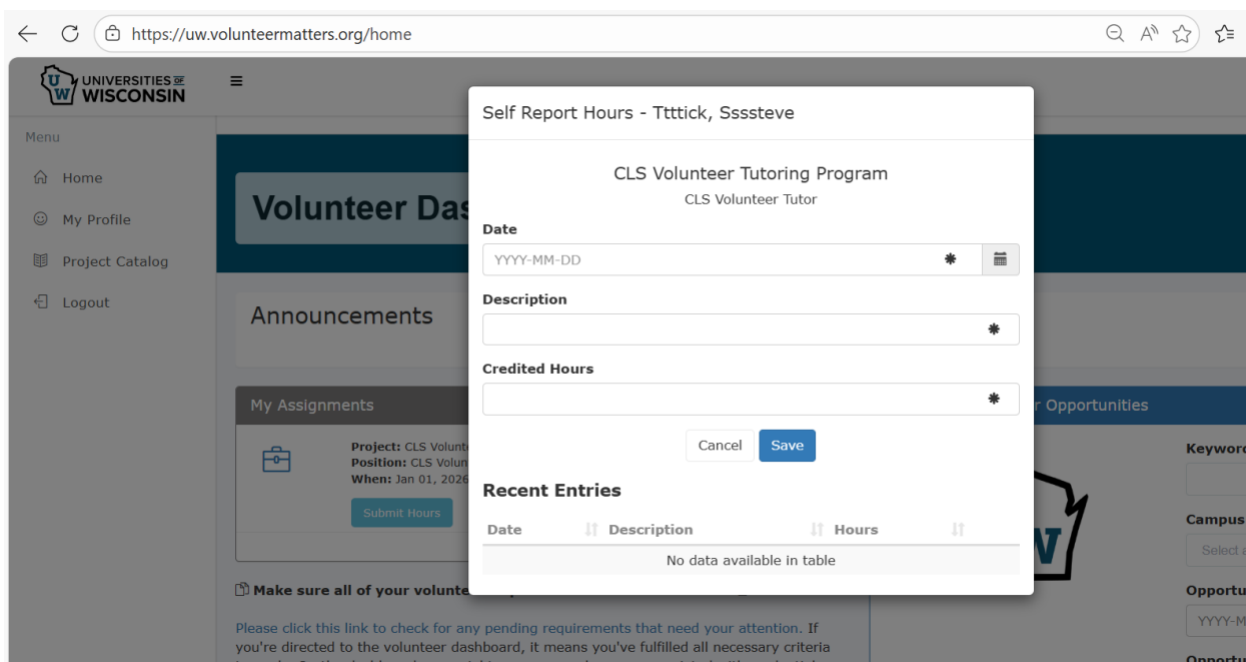 https://uw.volunteermatters.org/home
UNIVERSITIES OF
WISCONSIN
Menu
Home
My Profile
Project Catalog
Logout
Volunteer Das
Announcements
My Assignments
Project: CLS Volunt
Position: CLS Volun
When: Jan 01, 2026
Submit Hours
Make sure all of your volunte
Please click this link to check for any pending requirements that need your attention. If
you're directed to the volunteer dashboard, it means you've fulfilled all necessary criteria
Self Report Hours - Ttttick, Ssssteve
CLS Volunteer Tutoring Program
CLS Volunteer Tutor
Date
YYYY-MM-DD
Description
Credited Hours
Cancel Save
Recent Entries
Date Description Hours
No data available in table
r Opportunities
Keyword
Campus
Select a
Opportu
YYYY-M
Opportu
W